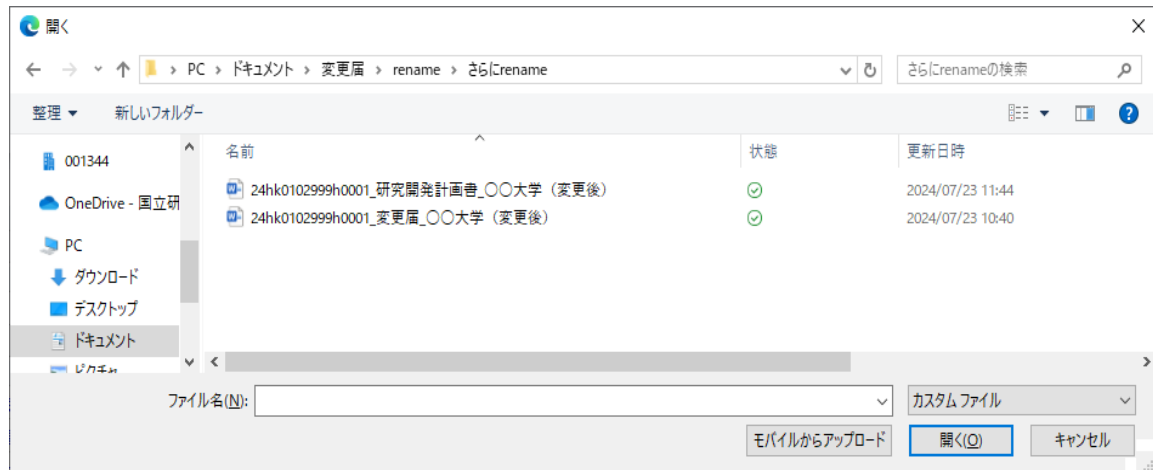 開く
PC › ドキュメント › 変更届 › rename › さらにrename
さらにrenameの検索
整理
新しいフォルダー
001344
OneDrive - 国立研
PC
ダウンロード
デスクトップ
ドキュメント
ピクチャ
名前 状態 更新日時
24hk0102999h0001_研究開発計画書_〇〇大学（変更後） 2024/07/23 11:44
24hk0102999h0001_変更届_〇〇大学（変更後） 2024/07/23 10:40
ファイル名(N):
カスタム ファイル
モバイルからアップロード 開く(O) キャンセル